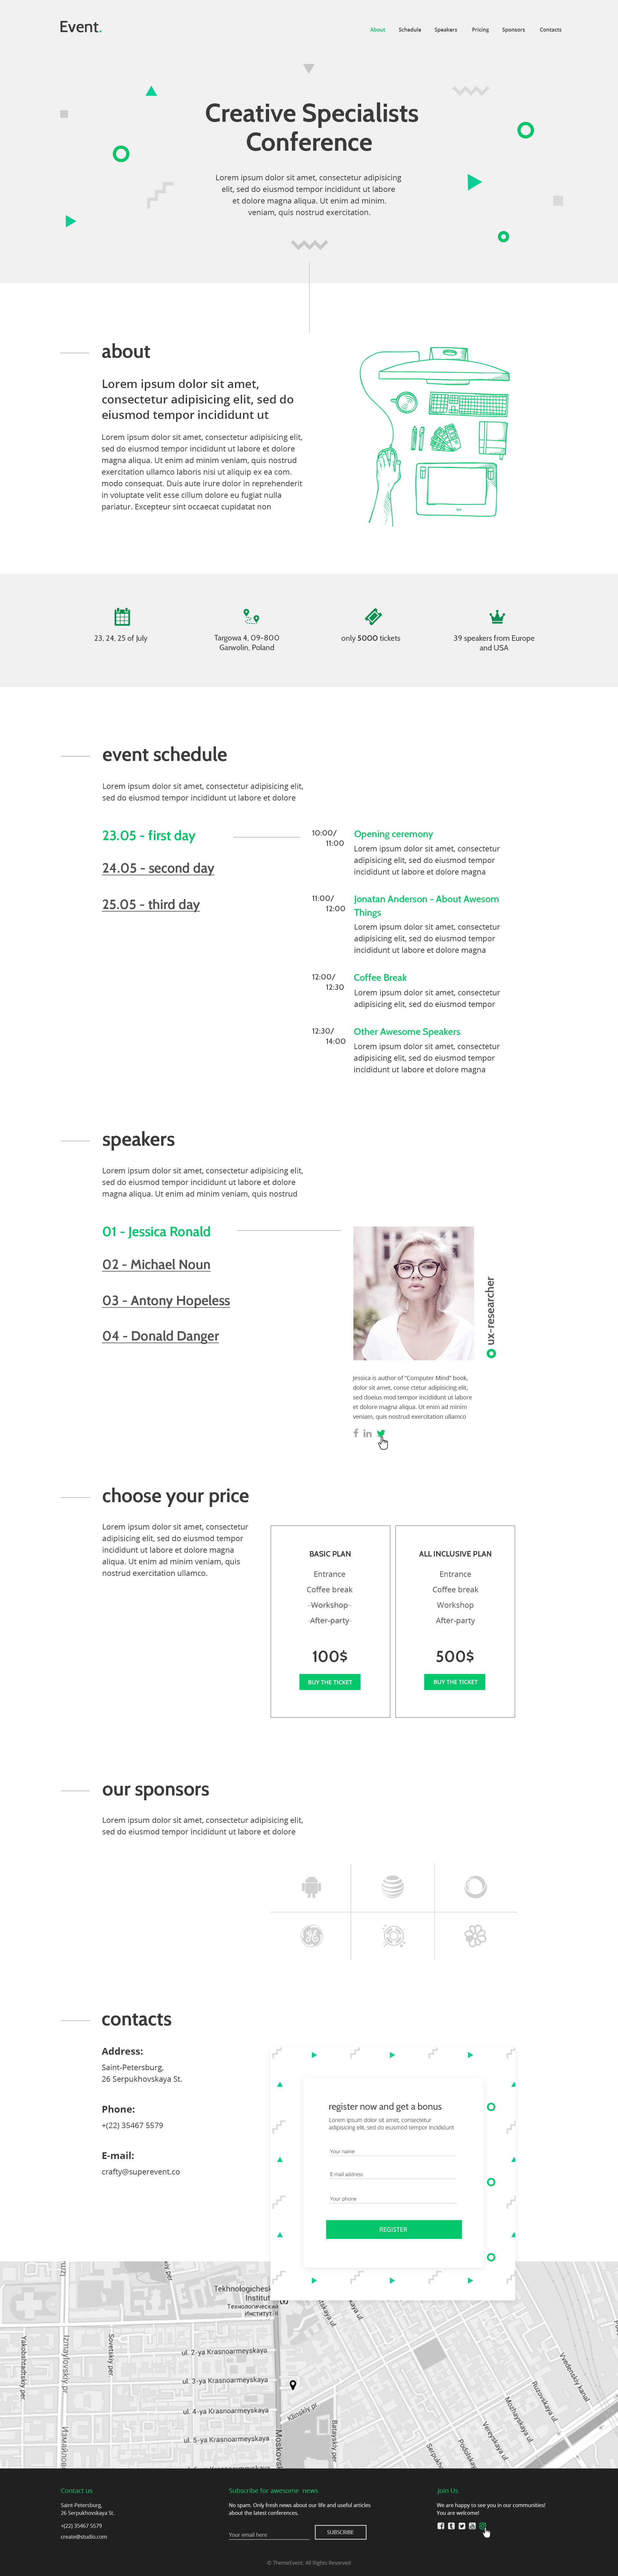 Event.
About Schedule Speakers Pricing Sponsors Contacts
Creative Specialists
Conference
Lorem ipsum dolor sit amet, consectetur adipisicing
elit, sed do eiusmod tempor incididunt ut labore
et dolore magna aliqua. Ut enim ad minim.
veniam, quis nostrud exercitation.
about
Lorem ipsum dolor sit amet,
consectetur adipisicing elit, sed do
eiusmod tempor incididunt ut
Lorem ipsum dolor sit amet, consectetur adipisicing elit,
sed do eiusmod tempor incididunt ut labore et dolore
magna aliqua. Ut enim ad minim veniam, quis nostrud
exercitation ullamco laboris nisi ut aliquip ex ea com.
modo consequat. Duis aute irure dolor in reprehenderit
in voluptate velit esse cillum dolore eu fugiat nulla
pariatur. Excepteur sint occaecat cupidatat non
23, 24, 25 of July
Targowa 4, 09-800
Garwolin, Poland
only 5000 tickets
39 speakers from Europe
and USA
event schedule
Lorem ipsum dolor sit amet, consectetur adipisicing elit,
sed do eiusmod tempor incididunt ut labore et dolore
23.05 - first day
24.05 - second day
25.05 - third day
10:00/
11:00
Opening ceremony
Lorem ipsum dolor sit amet, consectetur
adipisicing elit, sed do eiusmod tempor
incididunt ut labore et dolore magna
11:00/
12:00
Jonatan Anderson - About Awesom
Things
Lorem ipsum dolor sit amet, consectetur
adipisicing elit, sed do eiusmod tempor
incididunt ut labore et dolore magna
12:00/
12:30
Coffee Break
Lorem ipsum dolor sit amet, consectetur
adipisicing elit, sed do eiusmod tempor
12:30/
14:00
Other Awesome Speakers
Lorem ipsum dolor sit amet, consectetur
adipisicing elit, sed do eiusmod tempor
incididunt ut labore et dolore magna
speakers
Lorem ipsum dolor sit amet, consectetur adipisicing elit,
sed do eiusmod tempor incididunt ut labore et dolore
magna aliqua. Ut enim ad minim veniam, quis nostrud
01 - Jessica Ronald
02 - Michael Noun
03 - Antony Hopeless
04 - Donald Danger
ux-researcher
Jessica is author of "Computer Mind" book,
dolor sit amet, conse ctetur adipisicing elit,
sed doeius mod tempor incididunt ut labore
et dolore magna aliqua. Ut enim ad minim
veniam, quis nostrud exercitation ullamco
choose your price
Lorem ipsum dolor sit amet, consectetur
adipisicing elit, sed do eiusmod tempor
incididunt ut labore et dolore magna
aliqua. Ut enim ad minim veniam, quis
nostrud exercitation ullamco.
BASIC PLAN
Entrance
Coffee break
Workshop
After-party
100$
BUY THE TICKET
ALL INCLUSIVE PLAN
Entrance
Coffee break
Workshop
After-party
500$
BUY THE TICKET
our sponsors
Lorem ipsum dolor sit amet, consectetur adipisicing elit,
sed do eiusmod tempor incididunt ut labore et dolore
contacts
Address:
Saint-Petersburg,
26 Serpukhovskaya St.
Phone:
+(22) 35467 5579
E-mail:
crafty@superevent.co
register now and get a bonus
Lorem ipsum dolor sit amet, consectetur
adipisicing elit, sed do eiusmod tempor incididunt
Your name
E-mail address
Your phone
REGISTER
Tekhnologichesk
Institut
Технологический
Институт-II
Yakobshtadtskiy per.
Izmaylovskiy pr.
Измайлов
Sovetskiy per.
ul. 2-ya Krasnoarmeyskaya
ul. 3-ya Krasnoarmeyskaya
ul. 4-ya Krasnoarmeyskaya
ul. 5-ya Krasnoarmeyskaya
Klinskiy pr.
Moskovsk
Batayskiy per.
Serpukh
Podolskay
Vereyskaya ul.
Mozhayskaya ul.
Ruzovskaya ul.
Vvedenskiy kanal
Contact us
Saint-Petersburg,
26 Serpukhovskaya St.
+(22) 35467 5579
create@studio.com
Subscribe for awesome news
No spam. Only fresh news about our life and useful articles
about the latest conferences.
Your email here
SUBSCRIBE
Join Us
We are happy to see you in our communities!
You are welcome!
© ThemeEvent. All Rights Reserved